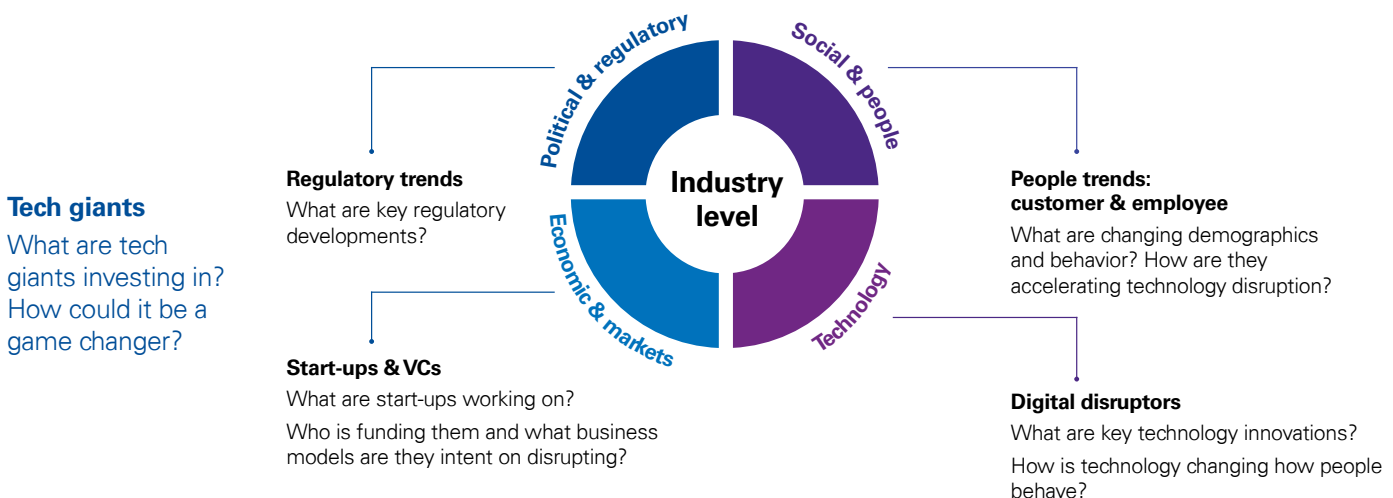 Tech giants
What are tech
giants investing in?
How could it be a
game changer?
Regulatory trends
What are key regulatory
developments?
Start-ups & VCs
What are start-ups working on?
Who is funding them and what business
models are they intent on disrupting?
Political & regulatory
Social & people
Economic & markets
Technology
Industry
level
People trends:
customer & employee
What are changing demographics
and behavior? How are they
accelerating technology disruption?
Digital disruptors
What are key technology innovations?
How is technology changing how people
behave?